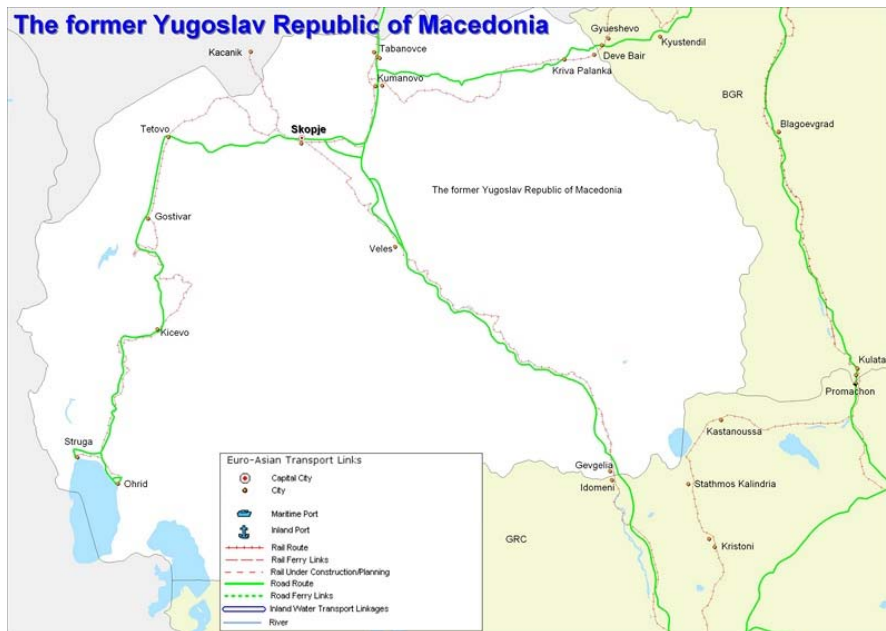 The former Yugoslav Republic of Macedonia
Gyueshevo
Kyustendil
Kacanik
Tabanovce
Deve Bair
Kriva Palanka
Kumanovo
BGR
Skopje
Tetovo
Blagoevgrad
The former Yugoslav Republic of Macedonia
Gostivar
Veles
Kicevo
Kulata
Promachon
Kastanoussa
Struga
Gevgelia
Ohrid
Idomeni
Stathmos Kalindria
GRC
Kristoni
Euro-Asian Transport Links
Capital City
City
Maritime Port
Inland Port
Rail Route
Rail Ferry Links
Rail Under Construction/Planning
Road Route
Road Ferry Links
Inland Water Transport Linkages
River